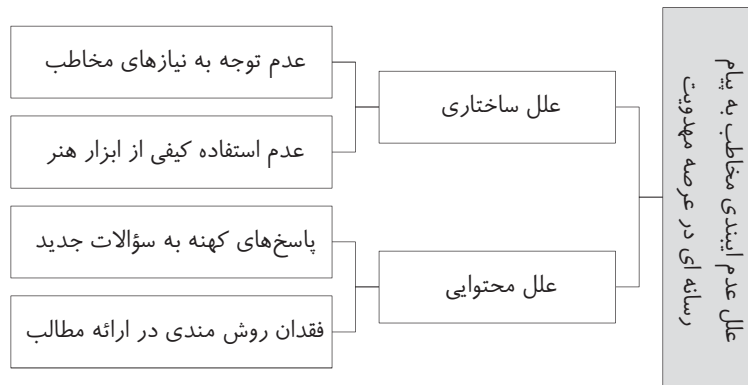 علل عدم ایبندی مخاطب به پیام
رسانه ای در عرصه مهدویت
علل ساختاری
عدم توجه به نیازهای مخاطب
عدم استفاده کیفی از ابزار هنر
علل محتوایی
پاسخ‌های کهنه به سؤالات جدید
فقدان روش مندی در ارائه مطالب